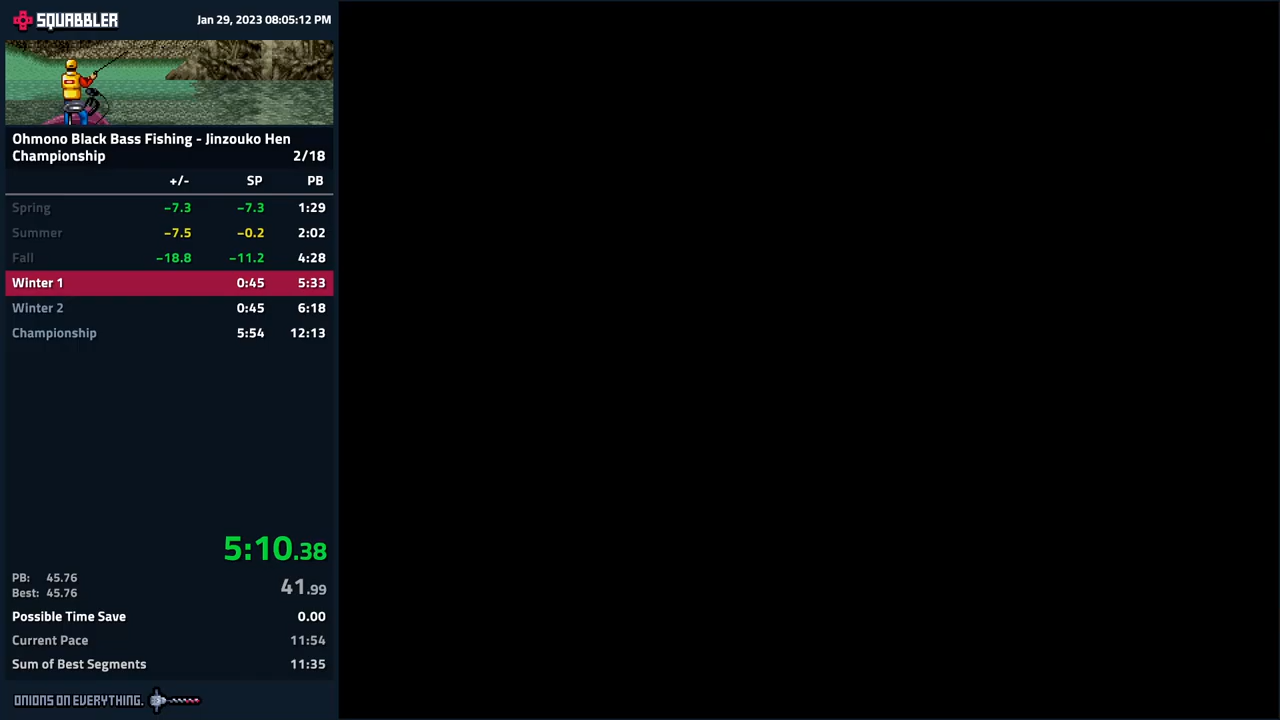 SQUABBLER Jan 29, 2023 08:05:12 PM
Ohmono Black Bass Fishing - Jinzouko Hen
Championship 2/18
+/- SP PB
Spring −7.3 −7.3 1:29
Summer −7.5 −0.2 2:02
Fall −18.8 −11.2 4:28
Winter 1 0:45 5:33
Winter 2 0:45 6:18
Championship 5:54 12:13
5:10.38
PB: 45.76 41.99
Best: 45.76
Possible Time Save 0.00
Current Pace 11:54
Sum of Best Segments 11:35
ONIONS ON EVERYTHING.